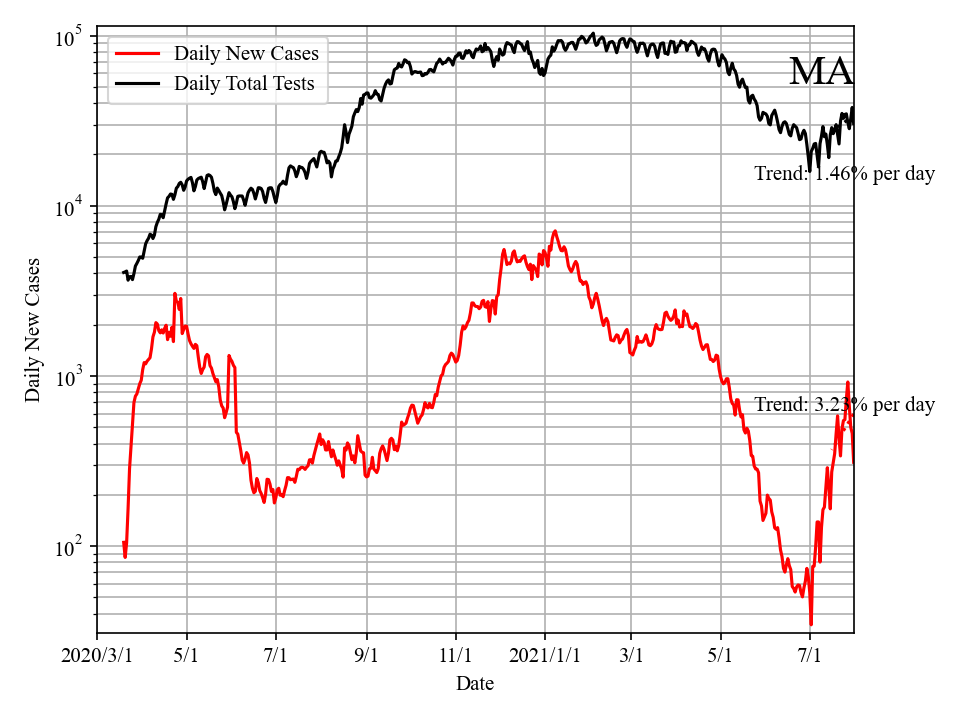 10^5
Daily New Cases
Daily Total Tests
MA
Trend: 1.46% per day
10^4
Daily New Cases
10^3
Trend: 3.23% per day
10^2
2020/3/1 5/1 7/1 9/1 11/1 2021/1/1 3/1 5/1 7/1
Date